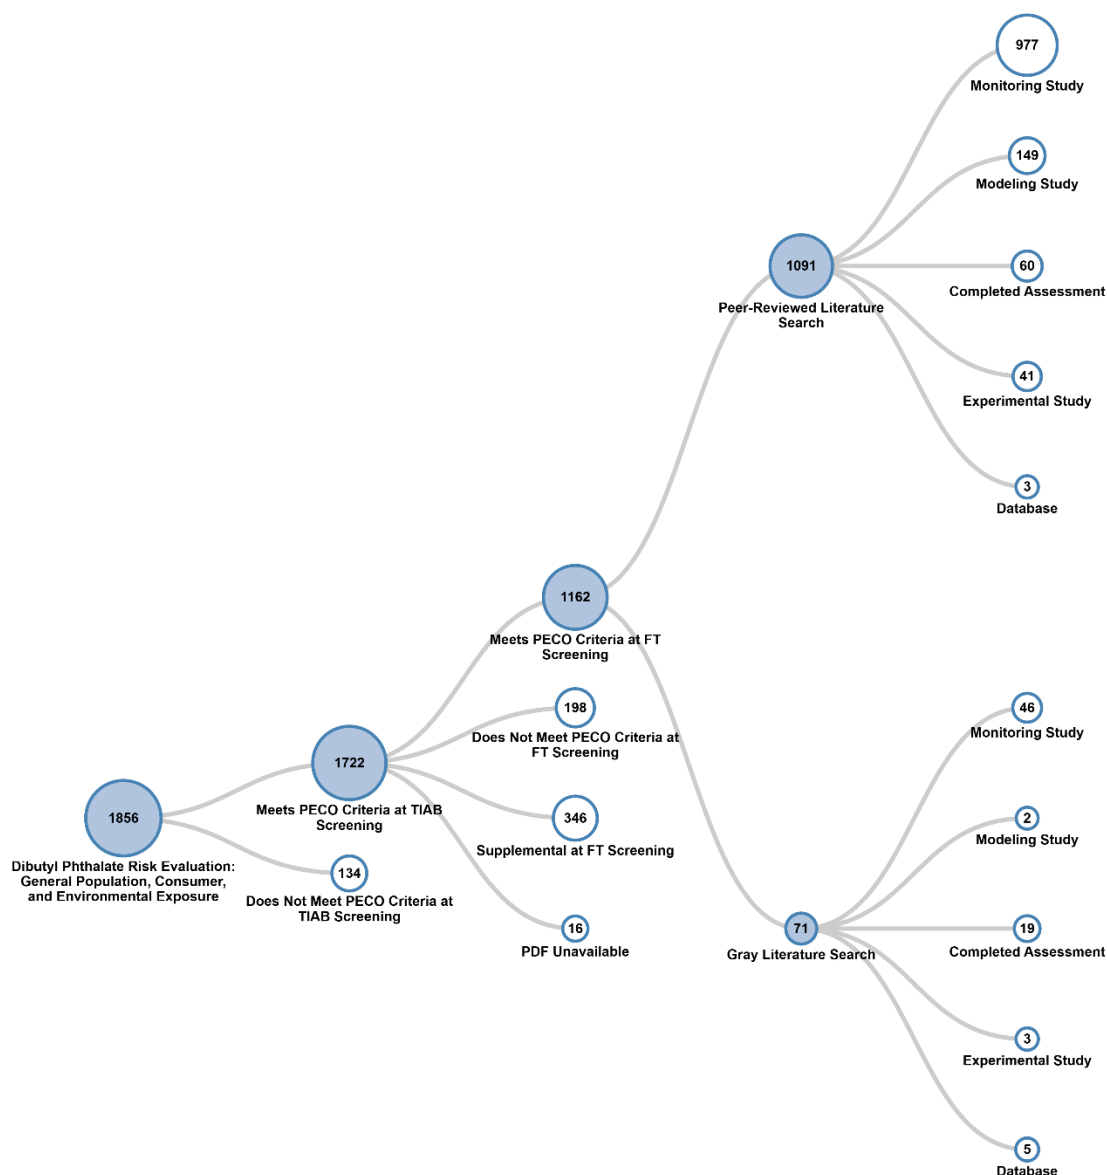 977
Monitoring Study
149
Modeling Study
1091
Peer-Reviewed Literature
Search
60
Completed Assessment
41
Experimental Study
3
Database
1162
Meets PECO Criteria at FT
Screening
198
Does Not Meet PECO Criteria at
FT Screening
1722
Meets PECO Criteria at TIAB
Screening
346
Supplemental at FT Screening
1856
Dibutyl Phthalate Risk Evaluation:
General Population, Consumer,
and Environmental Exposure
134
Does Not Meet PECO Criteria at
TIAB Screening
16
PDF Unavailable
46
Monitoring Study
2
Modeling Study
71
Gray Literature Search
19
Completed Assessment
3
Experimental Study
5
Database